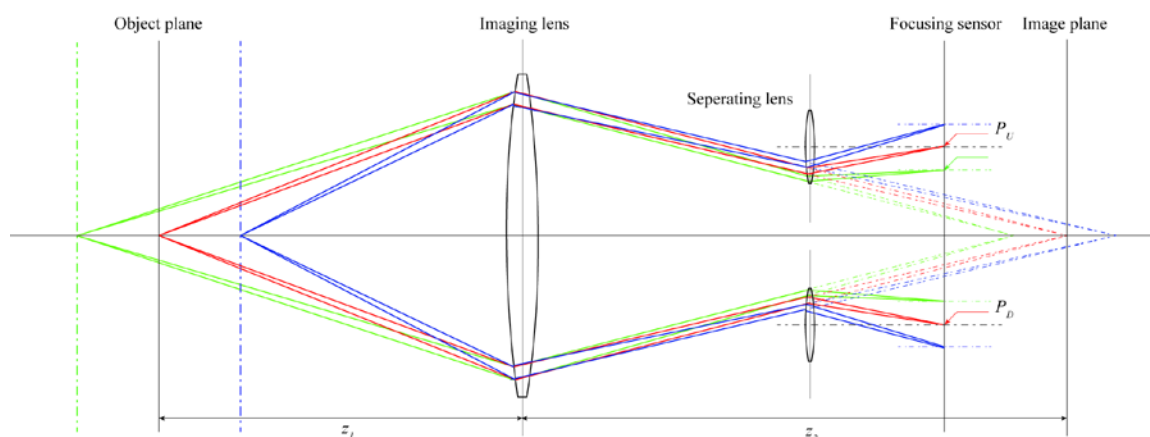 Object plane
Imaging lens
Focusing sensor
Image plane
Seperating lens
P_U
P_D
z
z